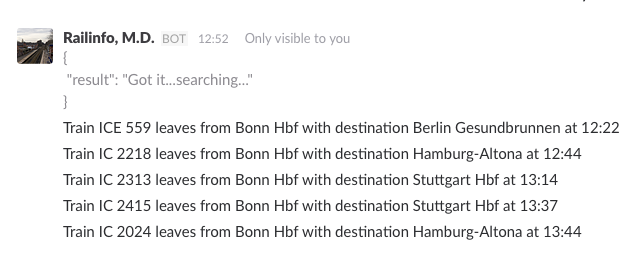 Railinfo, M.D. BOT 12:52 Only visible to you
{
"result": "Got it...searching..."
}
Train ICE 559 leaves from Bonn Hbf with destination Berlin Gesundbrunnen at 12:22
Train IC 2218 leaves from Bonn Hbf with destination Hamburg-Altona at 12:44
Train IC 2313 leaves from Bonn Hbf with destination Stuttgart Hbf at 13:14
Train IC 2415 leaves from Bonn Hbf with destination Stuttgart Hbf at 13:37
Train IC 2024 leaves from Bonn Hbf with destination Hamburg-Altona at 13:44